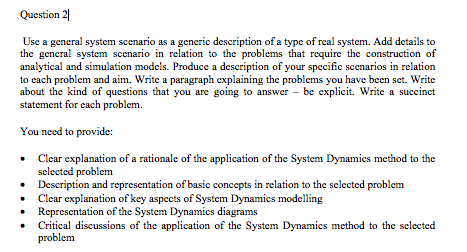 Question 2
Use a general system scenario as a generic description of a type of real system. Add details to
the general system scenario in relation to the problems that require the construction of
analytical and simulation models. Produce a description of your specific scenarios in relation
to each problem and aim. Write a paragraph explaining the problems you have been set. Write
about the kind of questions that you are going to answer – be explicit. Write a succinct
statement for each problem.
You need to provide:
• Clear explanation of a rationale of the application of the System Dynamics method to the
selected problem
• Description and representation of basic concepts in relation to the selected problem
• Clear explanation of key aspects of System Dynamics modelling
• Representation of the System Dynamics diagrams
• Critical discussions of the application of the System Dynamics method to the selected
problem